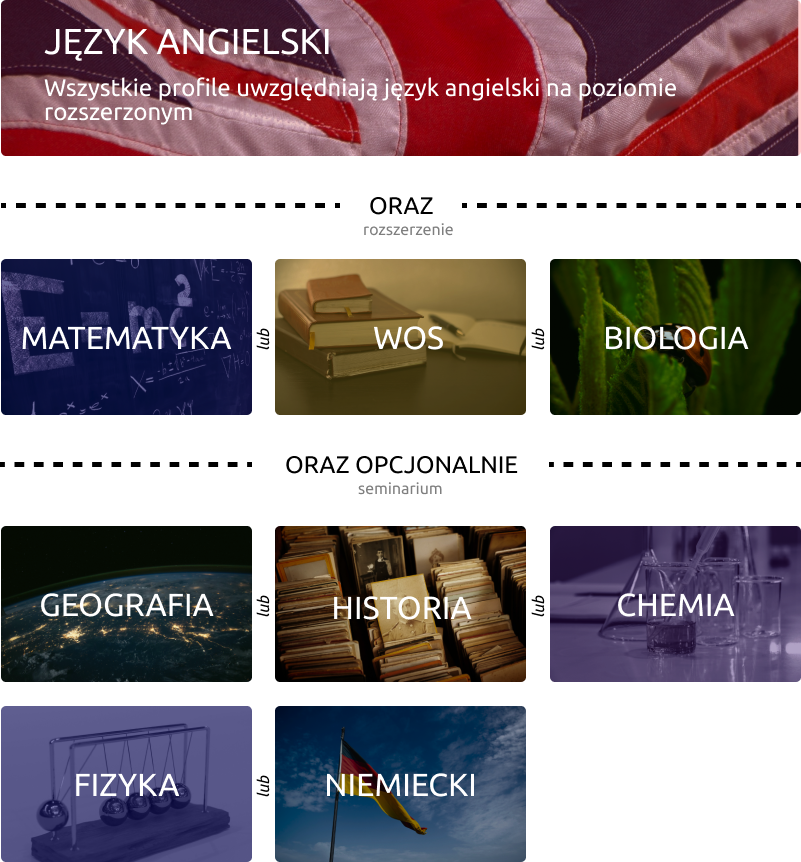 JĘZYK ANGIELSKI
Wszystkie profile uwzględniają język angielski na poziomie
rozszerzonym
ORAZ
rozszerzenie
MATEMATYKA
lub
WOS
lub
BIOLOGIA
ORAZ OPCJONALNIE
seminarium
GEOGRAFIA
lub
HISTORIA
lub
CHEMIA
FIZYKA
lub
NIEMIECKI